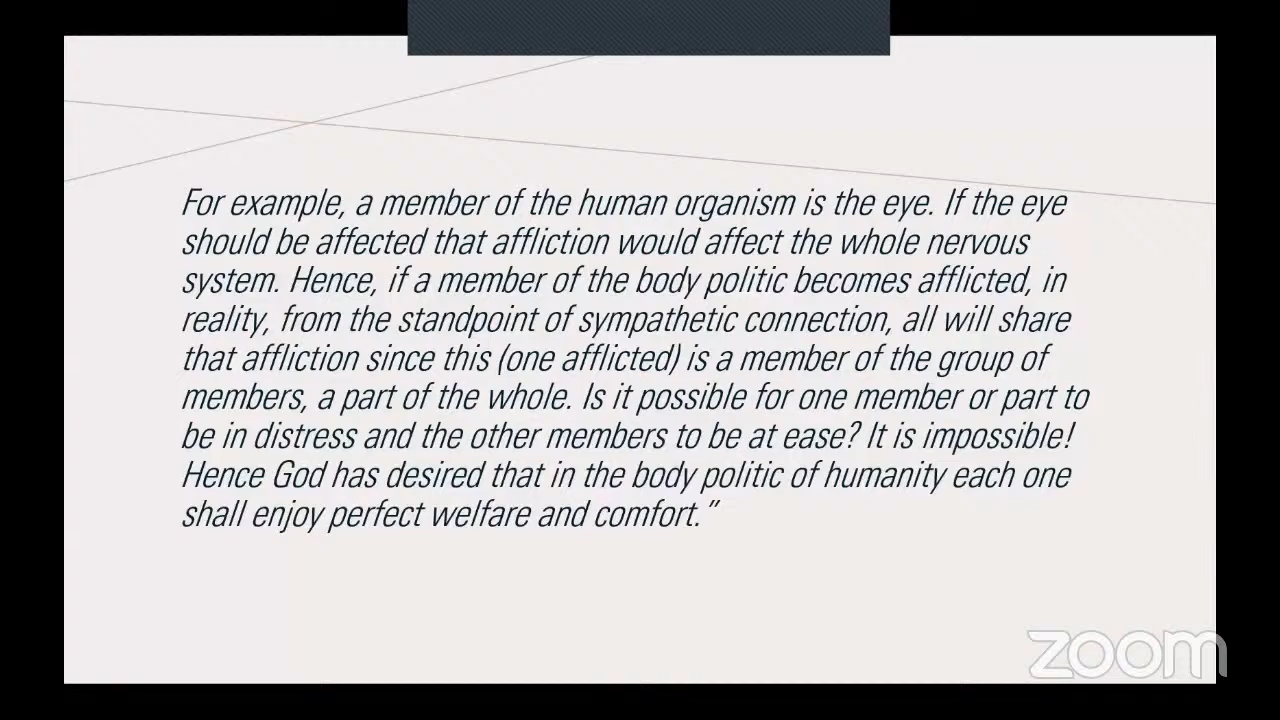 For example, a member of the human organism is the eye. If the eye
should be affected that affliction would affect the whole nervous
system. Hence, if a member of the body politic becomes afflicted, in
reality, from the standpoint of sympathetic connection, all will share
that affliction since this (one afflicted) is a member of the group of
members, a part of the whole. Is it possible for one member or part to
be in distress and the other members to be at ease? It is impossible!
Hence God has desired that in the body politic of humanity each one
shall enjoy perfect welfare and comfort.”
zoom